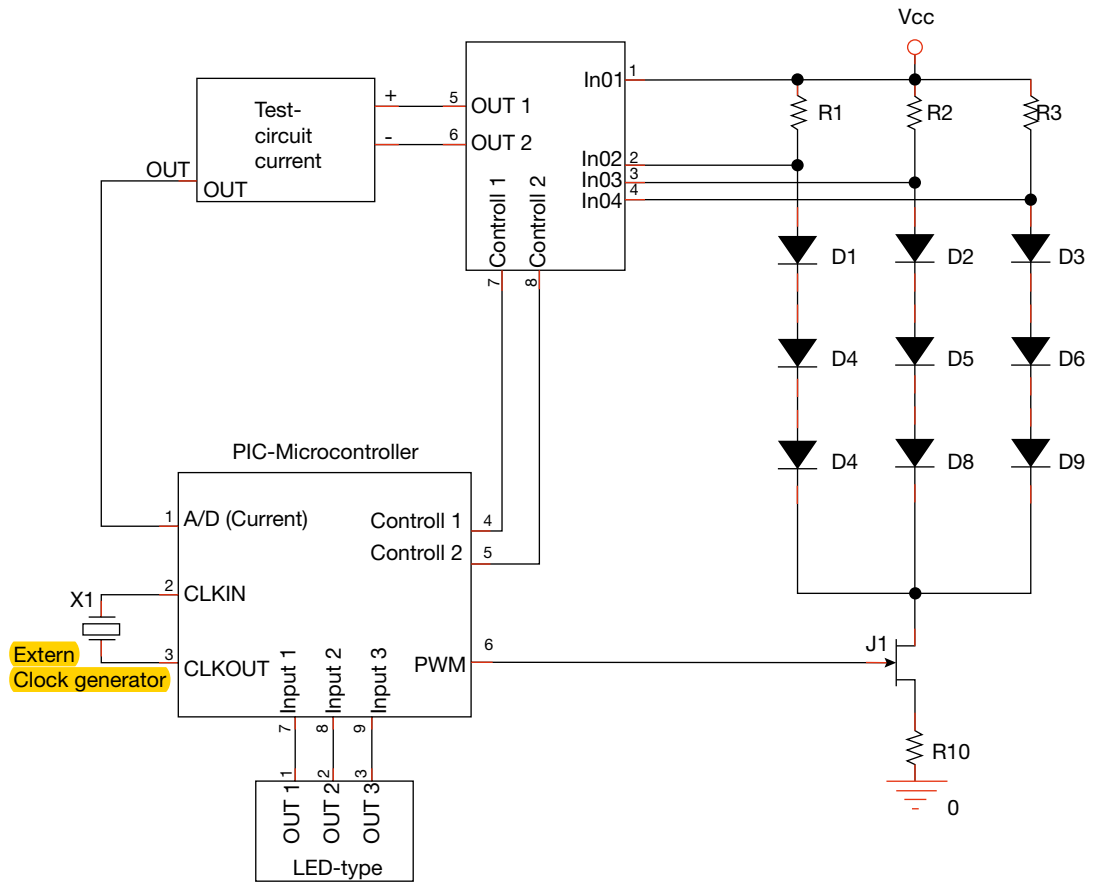 Vcc
Test-
circuit
current
+
-
OUT
OUT
5
6
OUT 1
OUT 2
Controll 1
Controll 2
7
8
In01
In02
In03
In04
1
2
3
4
R1
R2
R3
D1
D2
D3
D4
D5
D6
D4
D8
D9
PIC-Microcontroller
1
A/D (Current)
2
CLKIN
3
CLKOUT
Controll 1
4
Controll 2
5
PWM
6
X1
Extern
Clock generator
Input 1
Input 2
Input 3
7
8
9
1
2
3
OUT 1
OUT 2
OUT 3
LED-type
J1
R10
0